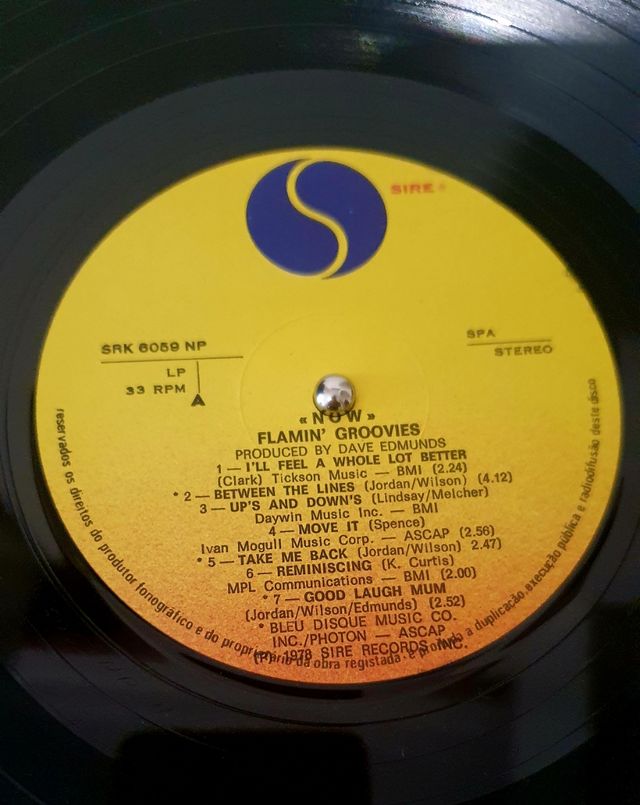 SIRE
SRK 6059 NP
LP
33 RPM
A
SPA
STEREO
« NOW »
FLAMIN' GROOVIES
PRODUCED BY DAVE EDMUNDS
1 — I'LL FEEL A WHOLE LOT BETTER
(Clark) Tickson Music — BMI (2.24)
* 2 — BETWEEN THE LINES (Jordan/Wilson) (4.12)
3 — UP'S AND DOWN'S (Lindsay/Melcher)
Daywin Music Inc. — BMI
4 — MOVE IT (Spence)
Ivan Mogull Music Corp. — ASCAP (2.56)
* 5 — TAKE ME BACK (Jordan/Wilson) 2.47)
6 — REMINISCING (K. Curtis)
MPL Communications — BMI (2.00)
* 7 — GOOD LAUGH MUM
(Jordan/Wilson/Edmunds) (2.52)
* BLEU DISQUE MUSIC CO.
INC./PHOTON — ASCAP
(P) 1978 SIRE RECORDS INC.
reservados os direitos do produtor fonográfico e do proprietário da obra registada - é proibido a duplicação, execução pública e radiodifusão deste disco